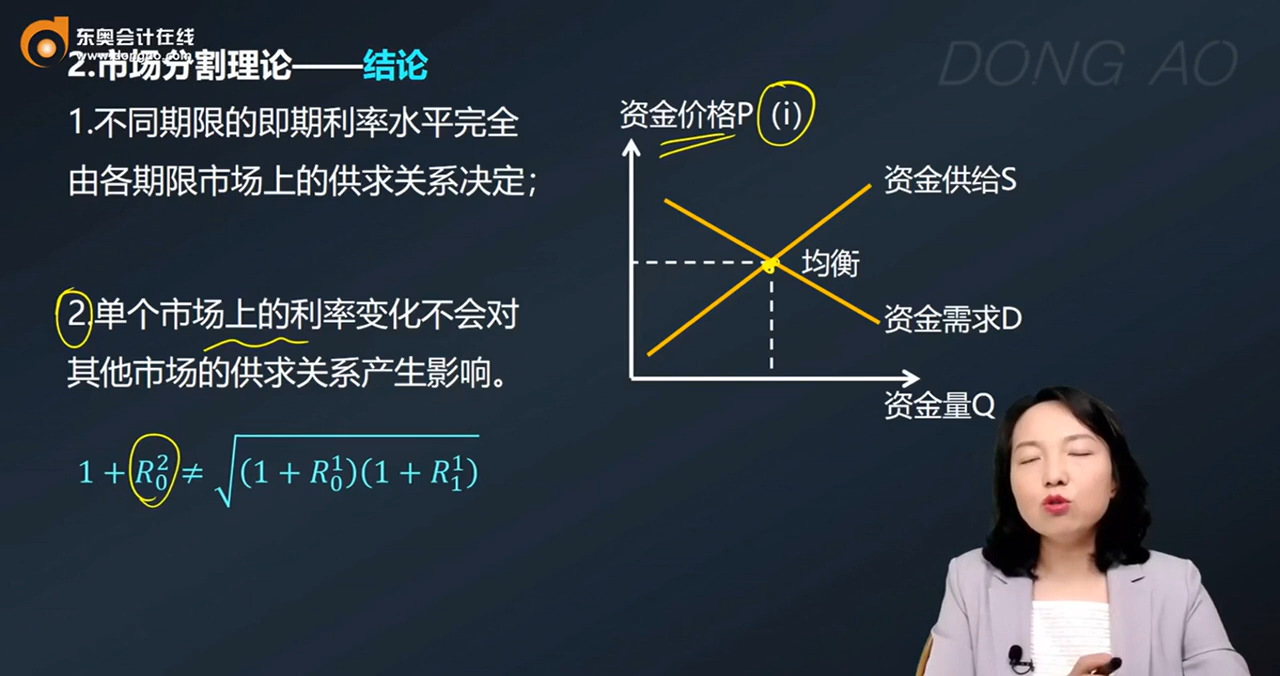 东奥会计在线
www.dongao.com
DONG AO
2.市场分割理论——结论
1.不同期限的即期利率水平完全
由各期限市场上的供求关系决定；
2.单个市场上的利率变化不会对
其他市场的供求关系产生影响。
1 + R₀² ≠ √(1 + R₀¹)(1 + R₁¹)
资金价格P (i)
资金供给S
均衡
资金需求D
资金量Q